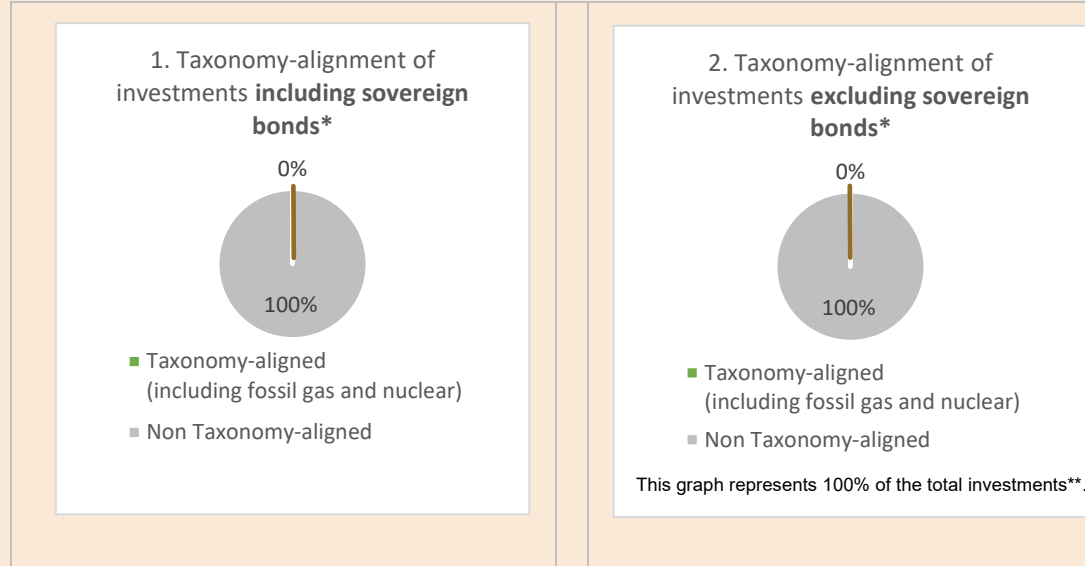 1. Taxonomy-alignment of
investments including sovereign
bonds*
0%
100%
Taxonomy-aligned
(including fossil gas and nuclear)
Non Taxonomy-aligned
2. Taxonomy-alignment of
investments excluding sovereign
bonds*
0%
100%
Taxonomy-aligned
(including fossil gas and nuclear)
Non Taxonomy-aligned
This graph represents 100% of the total investments**.